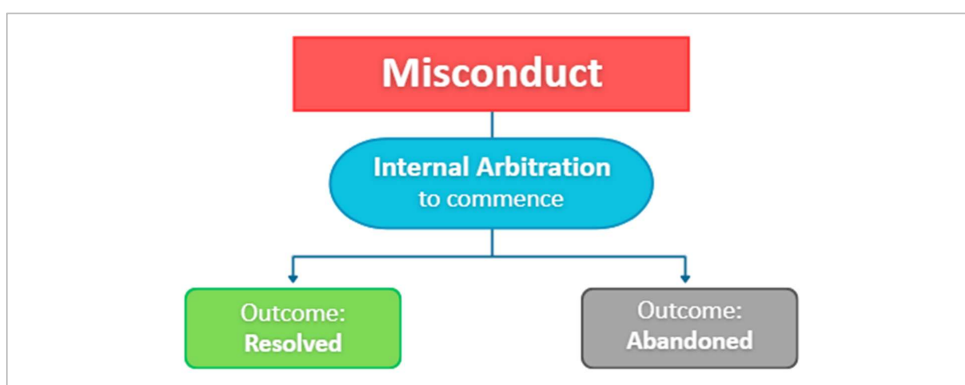 Misconduct
Internal Arbitration
to commence
Outcome:
Resolved
Outcome:
Abandoned